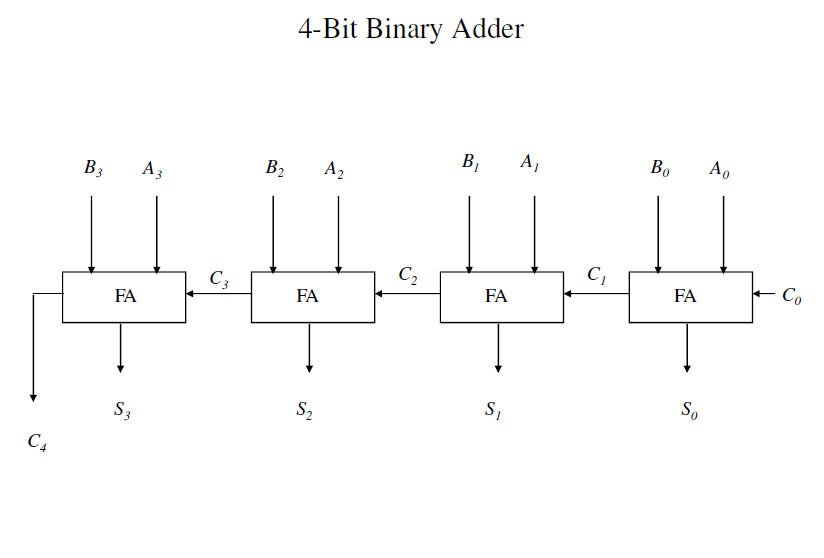 4-Bit Binary Adder
B₃ A₃ B₂ A₂ B₁ A₁ B₀ A₀
C₃ C₂ C₁
FA FA FA FA C₀
S₃ S₂ S₁ S₀
C₄